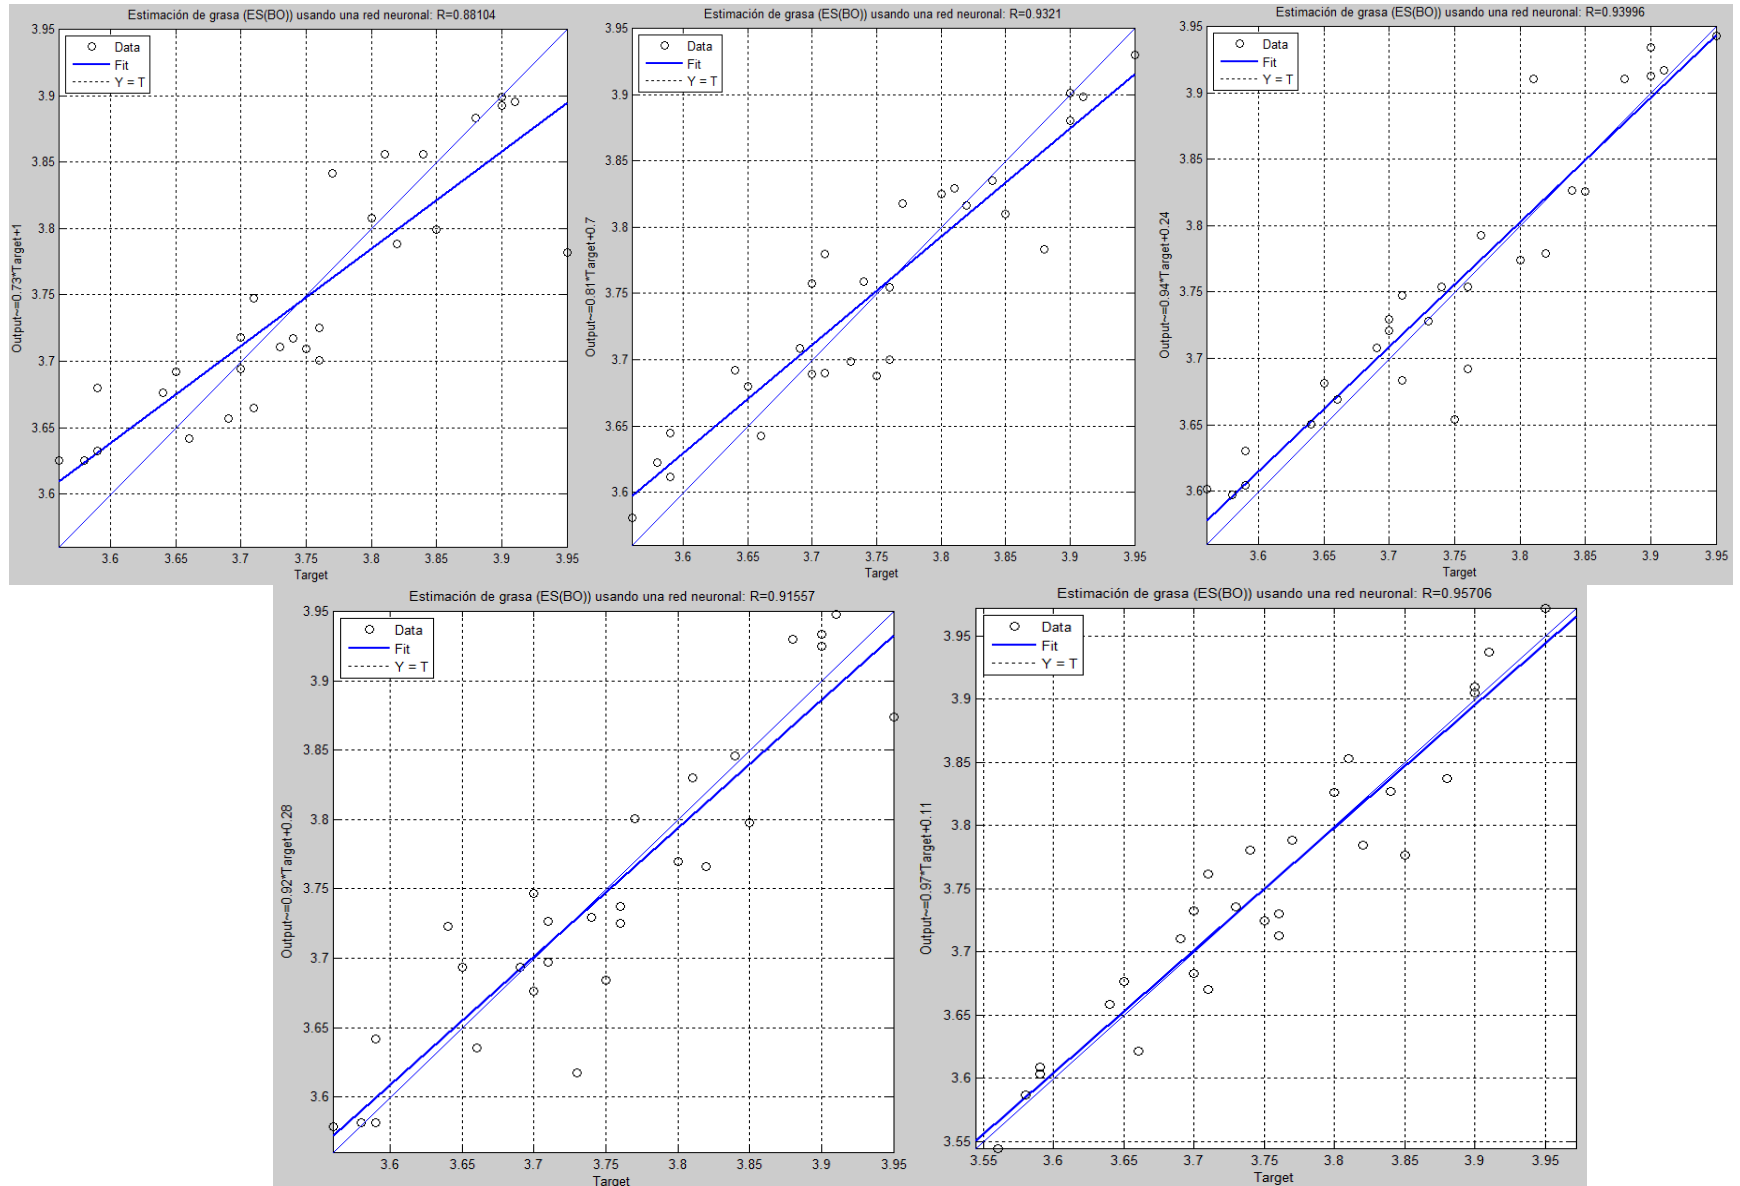 Estimación de grasa (ES(BO)) usando una red neuronal: R=0.88104
Data
Fit
Y = T
Output~=0.73*Target+1
3.95
3.9
3.85
3.8
3.75
3.7
3.65
3.6
3.6 3.65 3.7 3.75 3.8 3.85 3.9 3.95
Target
Estimación de grasa (ES(BO)) usando una red neuronal: R=0.9321
Data
Fit
Y = T
Output~=0.81*Target+0.7
3.95
3.9
3.85
3.8
3.75
3.7
3.65
3.6
3.6 3.65 3.7 3.75 3.8 3.85 3.9 3.95
Target
Estimación de grasa (ES(BO)) usando una red neuronal: R=0.93996
Data
Fit
Y = T
Output~=0.94*Target+0.24
3.95
3.9
3.85
3.8
3.75
3.7
3.65
3.6
3.6 3.65 3.7 3.75 3.8 3.85 3.9 3.95
Target
Estimación de grasa (ES(BO)) usando una red neuronal: R=0.91557
Data
Fit
Y = T
Output~=0.92*Target+0.28
3.95
3.9
3.85
3.8
3.75
3.7
3.65
3.6
3.6 3.65 3.7 3.75 3.8 3.85 3.9 3.95
Target
Estimación de grasa (ES(BO)) usando una red neuronal: R=0.95706
Data
Fit
Y = T
Output~=0.97*Target+0.11
3.95
3.9
3.85
3.8
3.75
3.7
3.65
3.6
3.55
3.55 3.6 3.65 3.7 3.75 3.8 3.85 3.9 3.95
Target